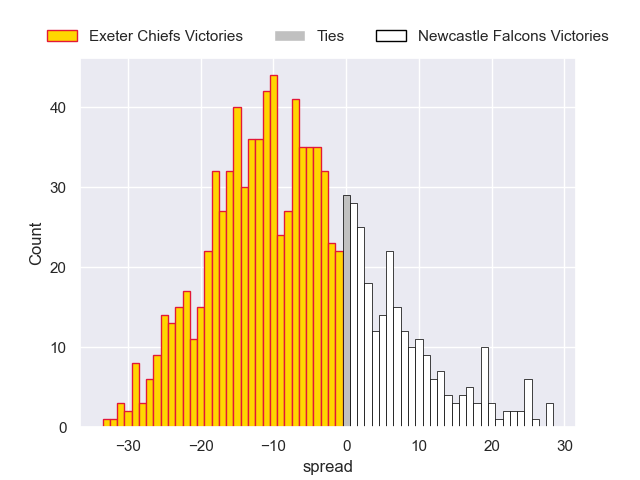 Exeter Chiefs Victories Ties Newcastle Falcons Victories
40
30
20
10
0
Count
−30 −20 −10 0 10 20 30
spread